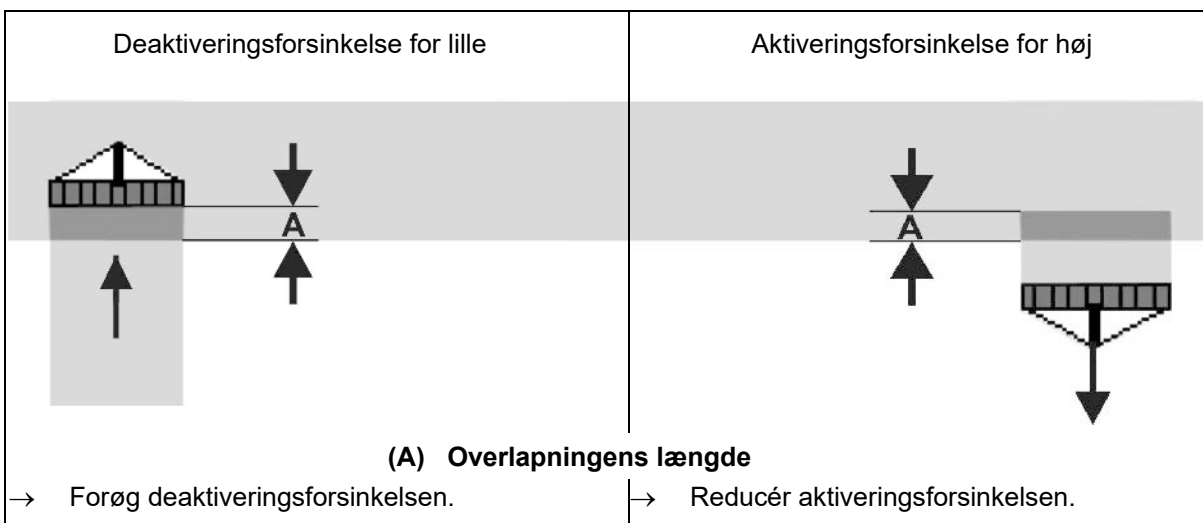 Deaktiveringsforsinkelse for lille
Aktiveringsforsinkelse for høj
A
A
(A) Overlapningens længde
→ Forøg deaktiveringsforsinkelsen.
→ Reducér aktiveringsforsinkelsen.